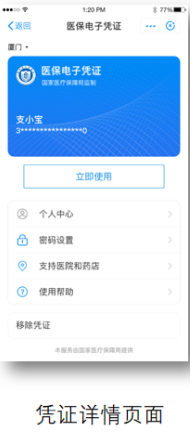 1:20 PM 77%
返回 医保电子凭证
厦门
医保电子凭证
国家医疗保障局监制
支小宝
3****************0
立即使用
个人中心
密码设置
支持医院和药店
使用帮助
移除凭证
本服务由国家医疗保障局提供
凭证详情页面